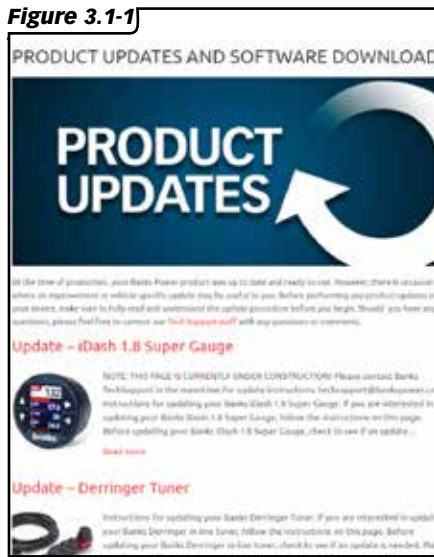 Figure 3.1-1
PRODUCT UPDATES AND SOFTWARE DOWNLOAD
PRODUCT
UPDATES
At the time of production, your Banks Power product was up to date and ready to use. However, there is occasion
where an improvement or vehicle specific update may be useful to you. Before performing any product updates
your device, make sure to fully read and understand the update procedure before you begin. Should you have any
questions, please feel free to contact our Tech Support staff with any questions or comments.
Update – iDash 1.8 Super Gauge
NOTE: THIS PAGE IS CURRENTLY UNDER CONSTRUCTION! Please contact Banks
TechSupport in the meantime for update instructions:
Instructions for updating your Banks iDash 1.8 Super Gauge. If you are interested in
updating your Banks iDash 1.8 Super Gauge, follow the instructions on this page.
Before updating your Banks iDash 1.8 Super Gauge, check to see if an update ...
Read more
Update – Derringer Tuner
Instructions for updating your Banks Derringer Tuner. If you are interested in
your Banks Derringer in-line tuner, follow the instructions on this page. Before
updating your Banks Derringer in-line tuner, check to see if an update is needed.